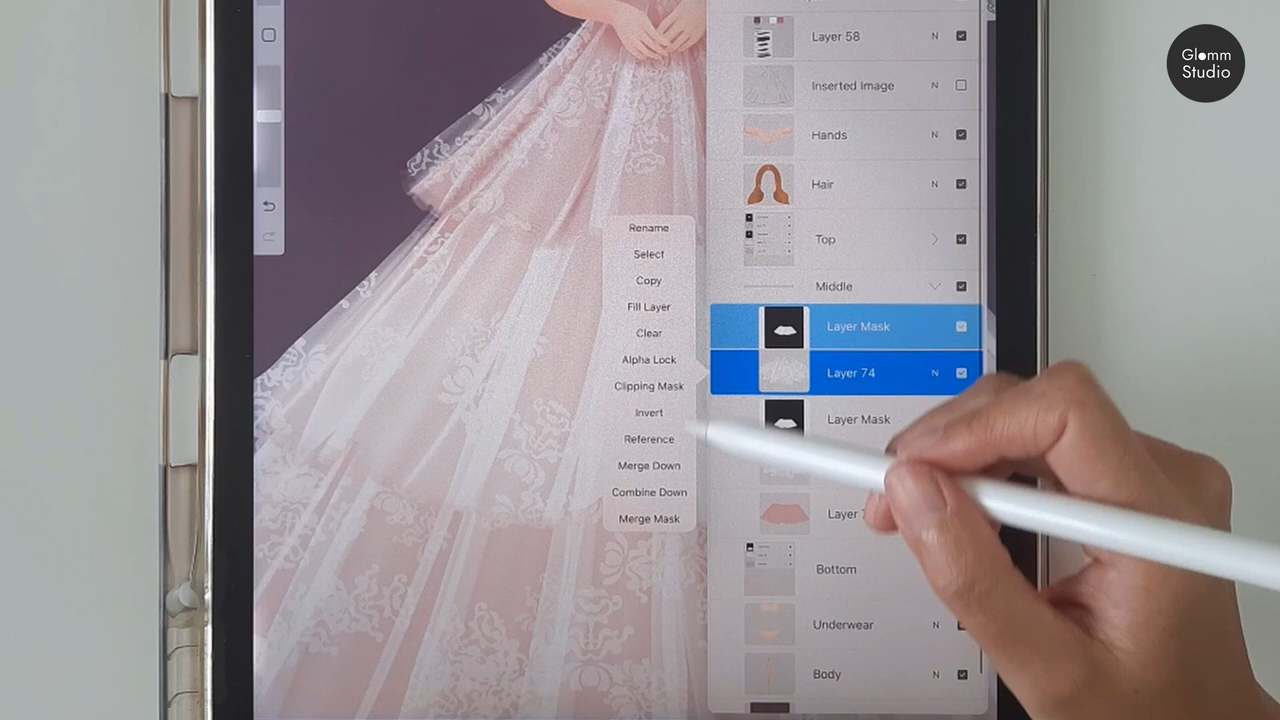 Glomm
Studio
Layer 58 N
Inserted Image N
Hands N
Hair N
Top
Middle
Layer Mask
Layer 74 N
Layer Mask
Layer
Bottom
Underwear N
Body N
Rename
Select
Copy
Fill Layer
Clear
Alpha Lock
Clipping Mask
Invert
Reference
Merge Down
Combine Down
Merge Mask